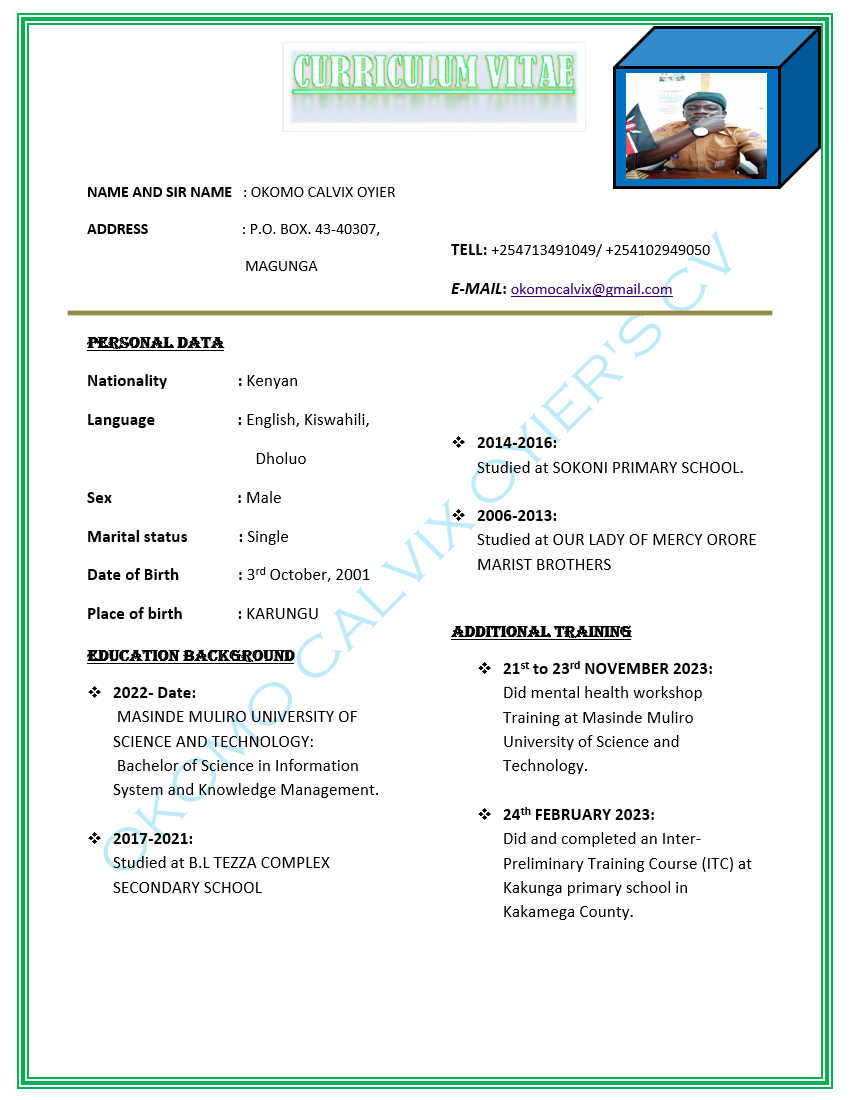 CURRICULUM VITAE
NAME AND SIR NAME : OKOMO CALVIX OYIER
ADDRESS : P.O. BOX. 43-40307,
MAGUNGA
TELL: +254713491049/ +254102949050
E-MAIL: okomocalvix@gmail.com
PERSONAL DATA
Nationality : Kenyan
Language : English, Kiswahili,
Dholuo
Sex : Male
Marital status : Single
Date of Birth : 3rd October, 2001
Place of birth : KARUNGU
EDUCATION BACKGROUND
❖ 2022- Date:
MASINDE MULIRO UNIVERSITY OF
SCIENCE AND TECHNOLOGY:
Bachelor of Science in Information
System and Knowledge Management.
❖ 2017-2021:
Studied at B.L TEZZA COMPLEX
SECONDARY SCHOOL
❖ 2014-2016:
Studied at SOKONI PRIMARY SCHOOL.
❖ 2006-2013:
Studied at OUR LADY OF MERCY ORORE
MARIST BROTHERS
ADDITIONAL TRAINING
❖ 21st to 23rd NOVEMBER 2023:
Did mental health workshop
Training at Masinde Muliro
University of Science and
Technology.
❖ 24th FEBRUARY 2023:
Did and completed an Inter-
Preliminary Training Course (ITC) at
Kakunga primary school in
Kakamega County.
OKOMO CALVIX OYIER'S CV